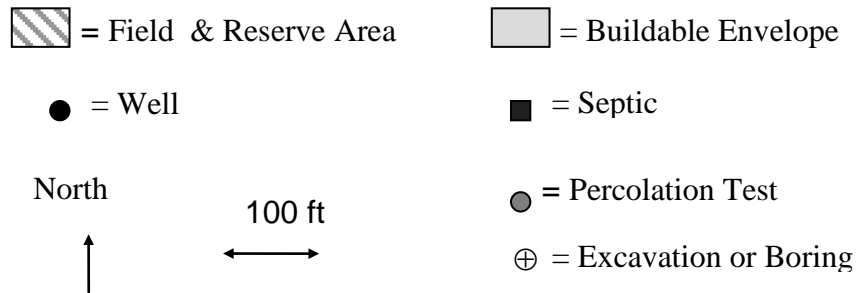 = Field & Reserve Area
= Buildable Envelope
= Well
= Septic
North
100 ft
= Percolation Test
= Excavation or Boring